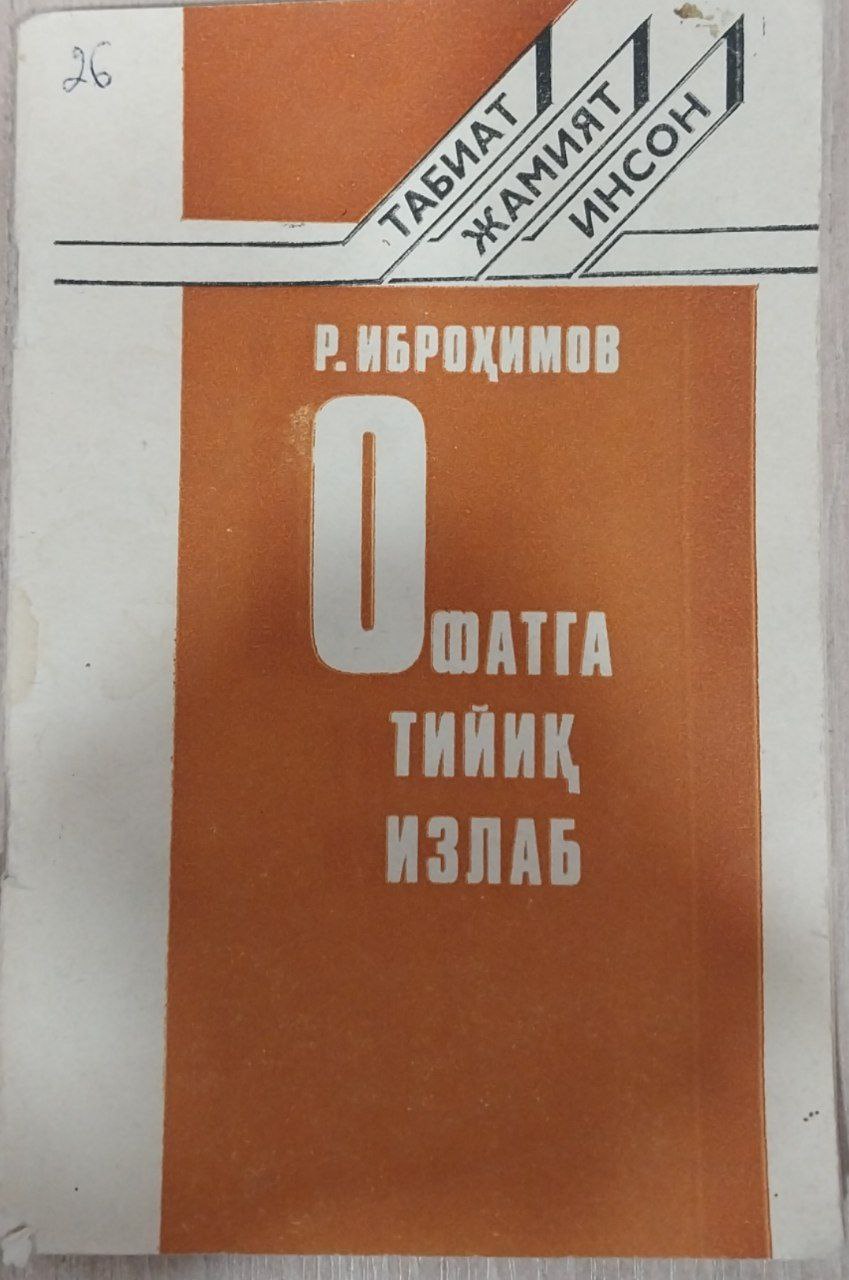 26
ТАБИАТ
ЖАМИЯТ
ИНСОН
Р. ИБРОҲИМОВ
ОФАТГА
ТИЙИҚ
ИЗЛАБ